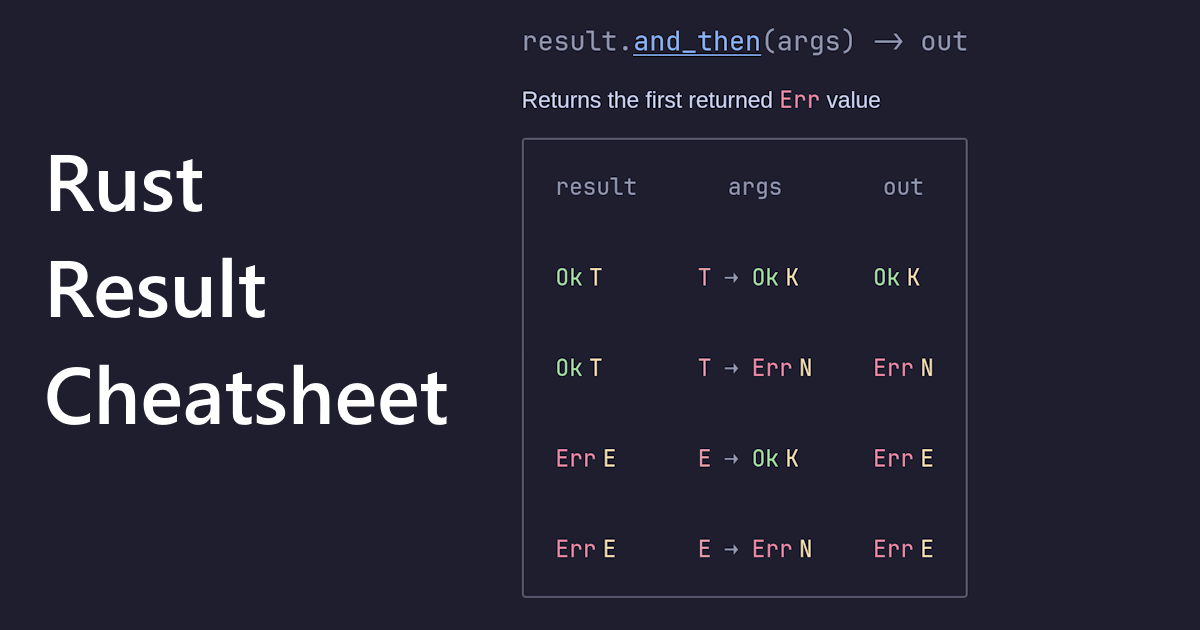 Rust
Result
Cheatsheet
result.and_then(args) → out
Returns the first returned Err value
result args out
Ok T T → Ok K Ok K
Ok T T → Err N Err N
Err E E → Ok K Err E
Err E E → Err N Err E